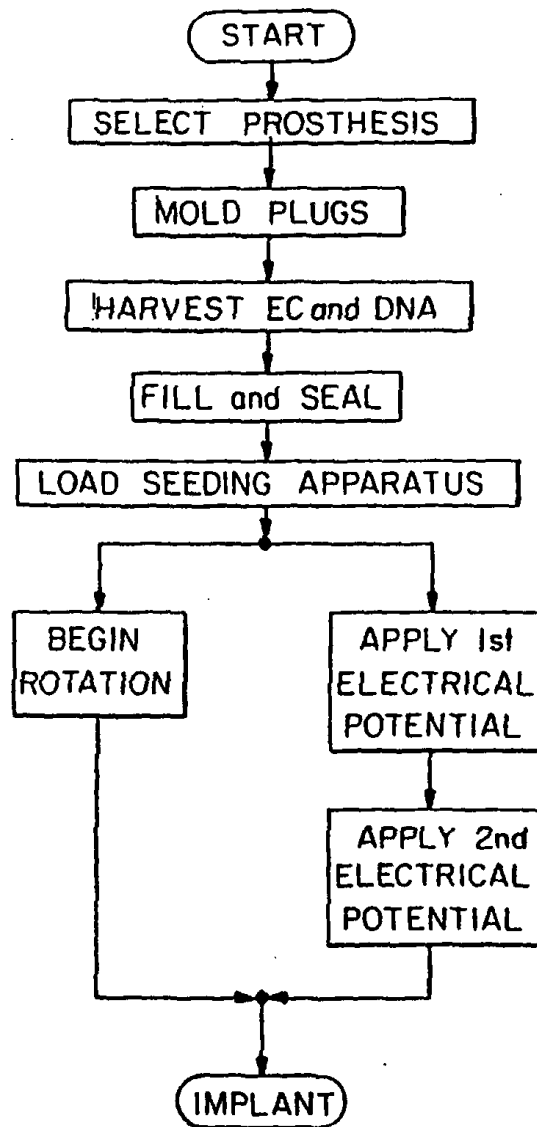 START
SELECT PROSTHESIS
MOLD PLUGS
HARVEST EC and DNA
FILL and SEAL
LOAD SEEDING APPARATUS
BEGIN
ROTATION
APPLY 1st
ELECTRICAL
POTENTIAL
APPLY 2nd
ELECTRICAL
POTENTIAL
IMPLANT